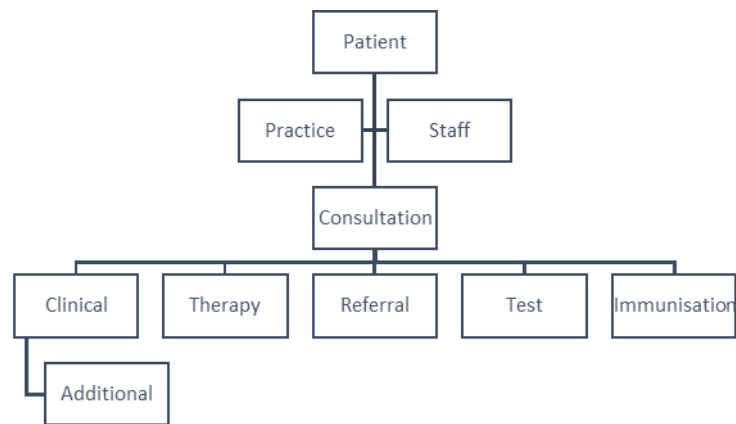 Patient
Practice
Staff
Consultation
Clinical
Therapy
Referral
Test
Immunisation
Additional